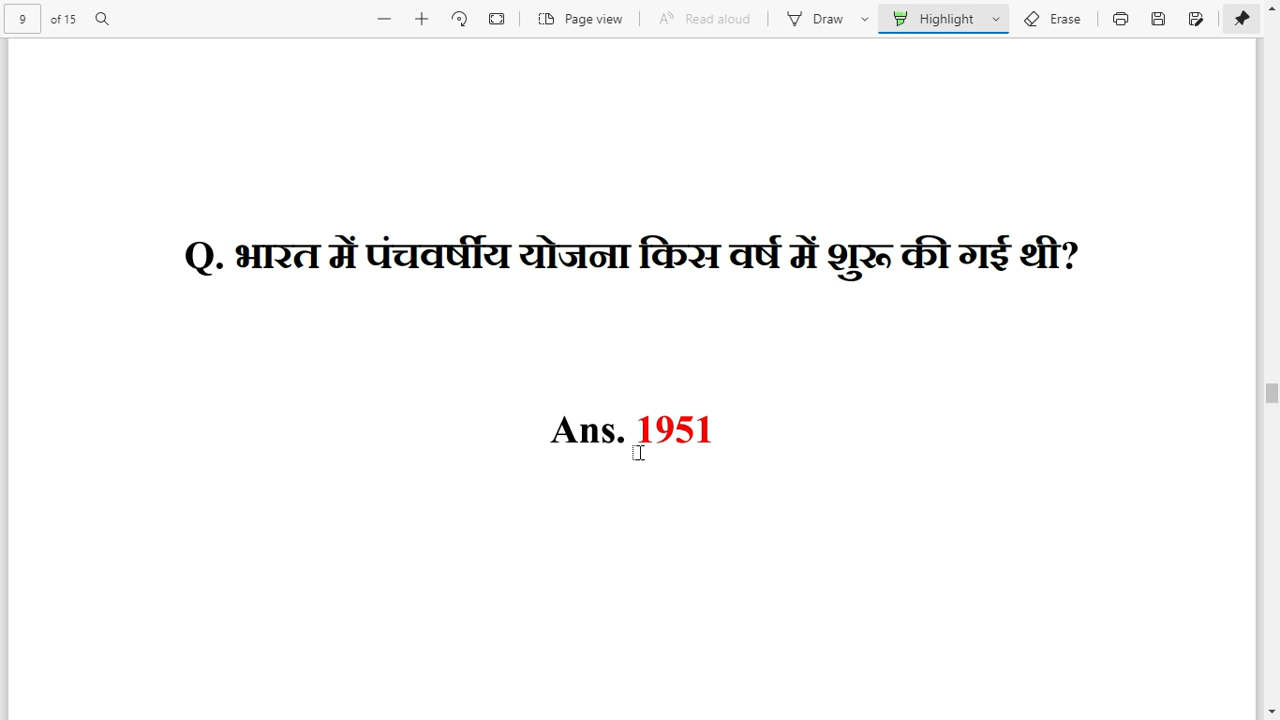 9 of 15 Page view Read aloud Draw Highlight Erase
Q. भारत में पंचवर्षीय योजना किस वर्ष में शुरू की गई थी?
Ans. 1951